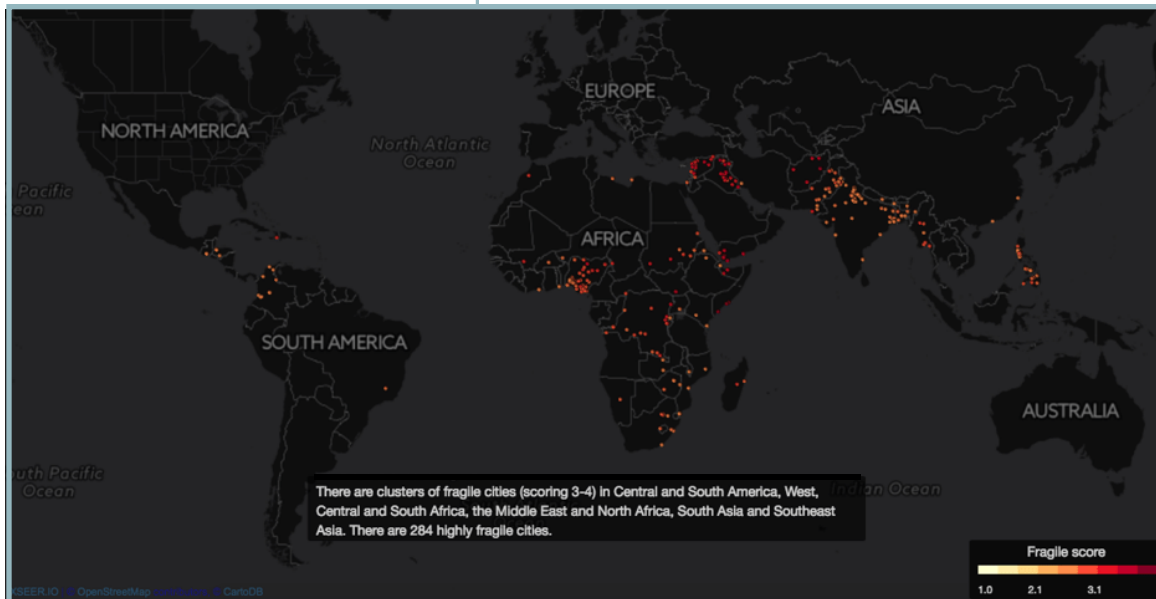 EUROPE
ASIA
NORTH AMERICA
North Atlantic
Ocean
Pacific
AFRICA
SOUTH AMERICA
AUSTRALIA
Pacific
Ocean
Indian Ocean
There are clusters of fragile cities (scoring 3-4) in Central and South America, West,
Central and South Africa, the Middle East and North Africa, South Asia and Southeast
Asia. There are 284 highly fragile cities.
Fragile score
1.0 2.1 3.1
KSEER.IO OpenStreetMap CartoDB